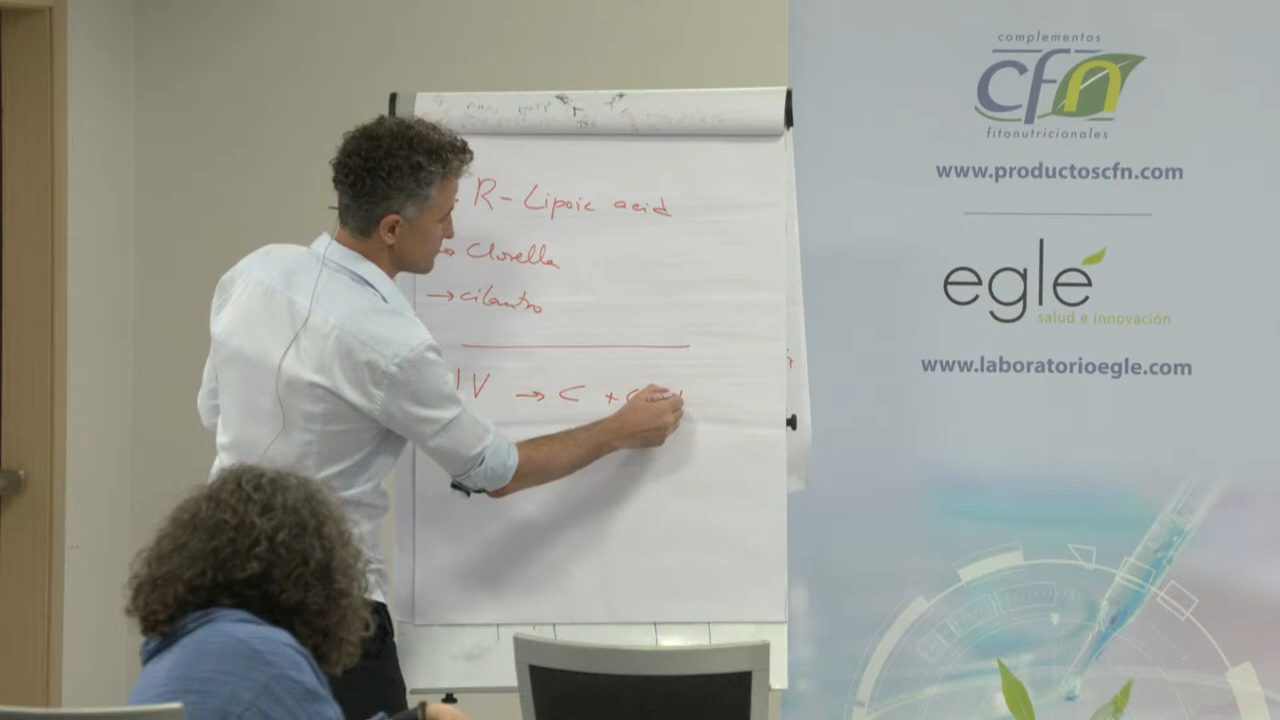 R- Lipoic acid
→ Clorella
→ cilantro
IV → C +
complementos
cfn
fitonutricionales
www.productoscfn.com
eglé
salud e innovación
www.laboratorioegle.com